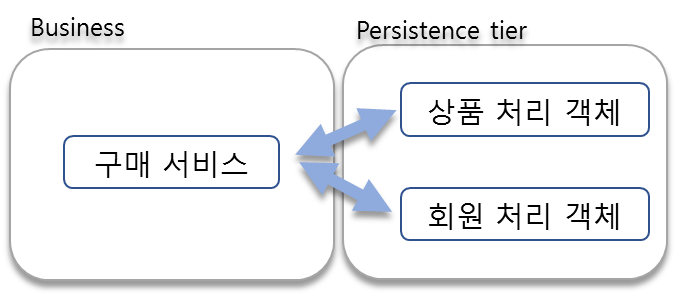 Business
Persistence tier
구매 서비스
상품 처리 객체
회원 처리 객체